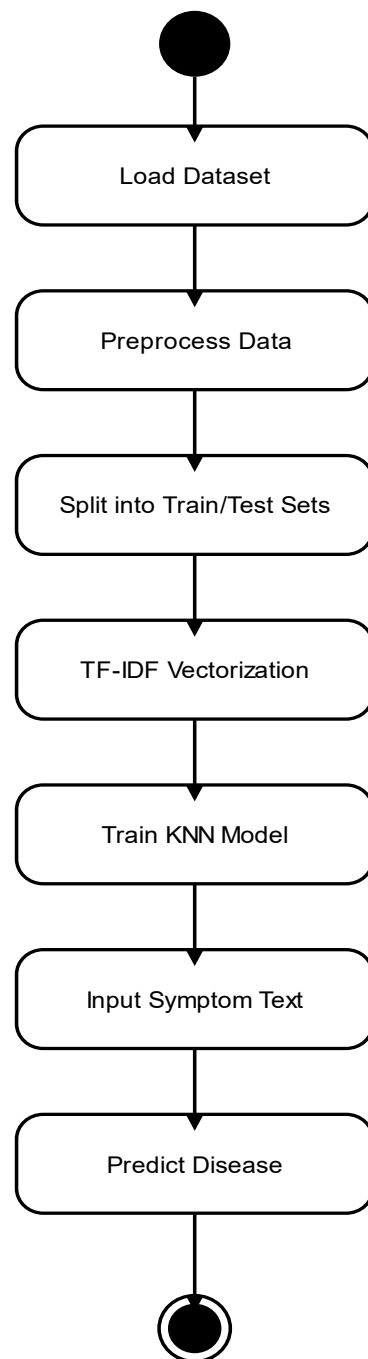 Load Dataset
Preprocess Data
Split into Train/Test Sets
TF-IDF Vectorization
Train KNN Model
Input Symptom Text
Predict Disease